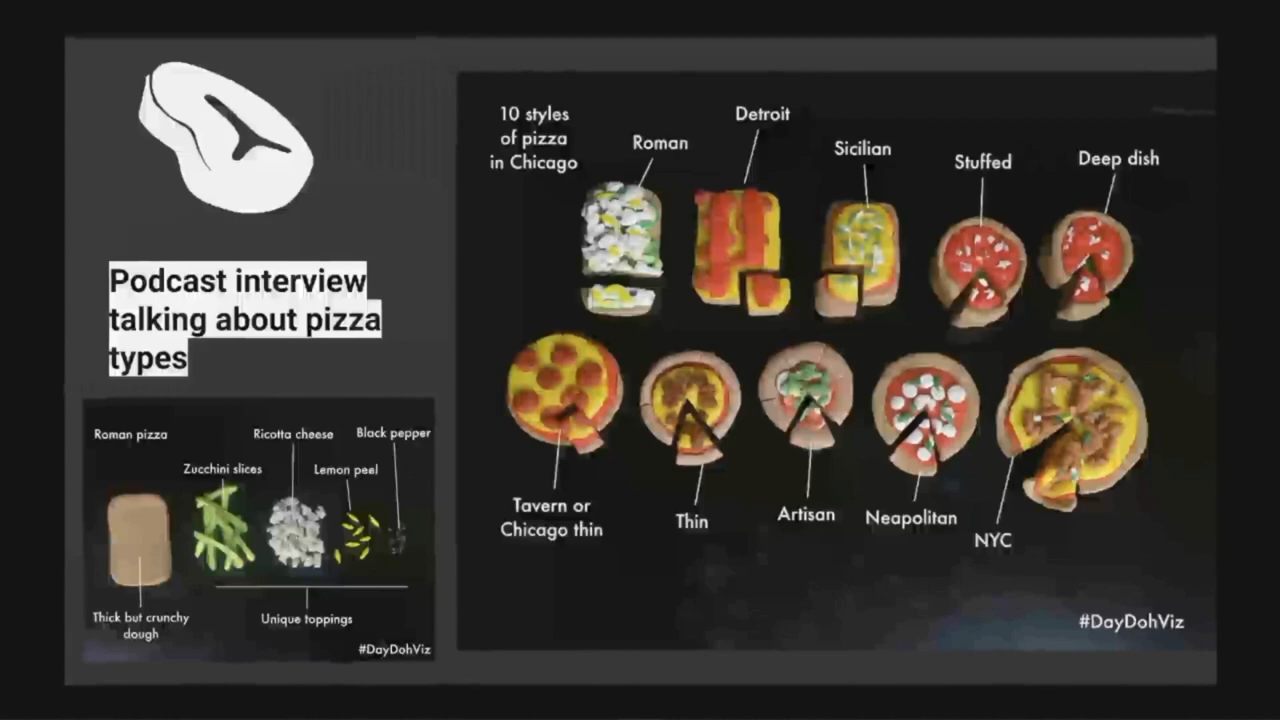 Podcast interview
talking about pizza
types
Roman pizza
Ricotta cheese
Black pepper
Zucchini slices
Lemon peel
Thick but crunchy
dough
Unique toppings
#DayDohViz
10 styles
of pizza
in Chicago
Roman
Detroit
Sicilian
Stuffed
Deep dish
Tavern or
Chicago thin
Thin
Artisan
Neapolitan
NYC
#DayDohViz